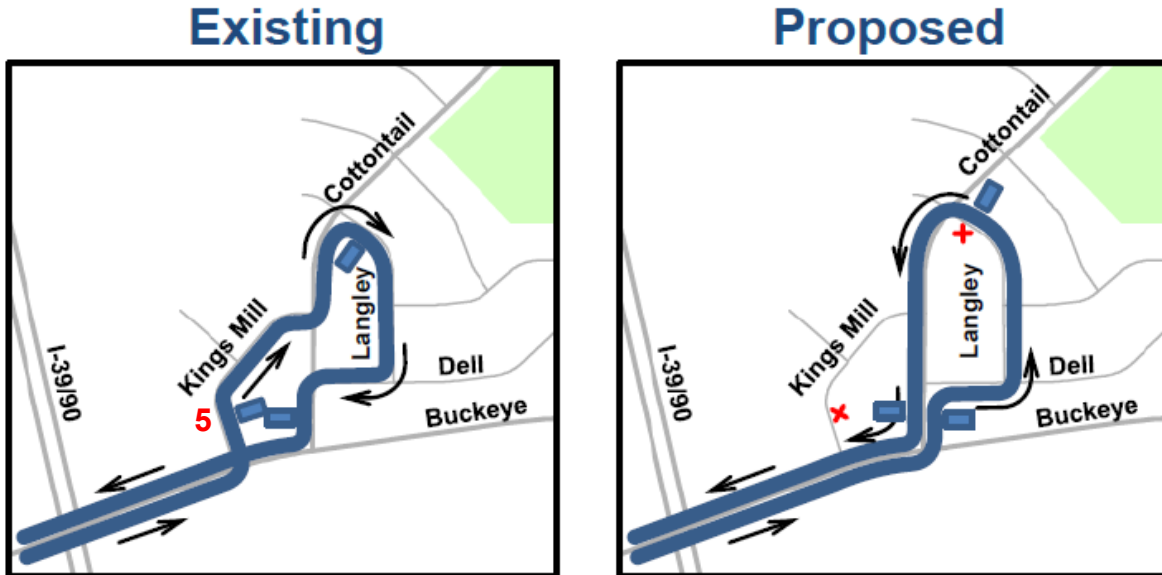 Existing
Cottontail
Langley
Kings Mill
I-39/90
5
Dell
Buckeye
Proposed
Cottontail
Langley
Kings Mill
I-39/90
Dell
Buckeye